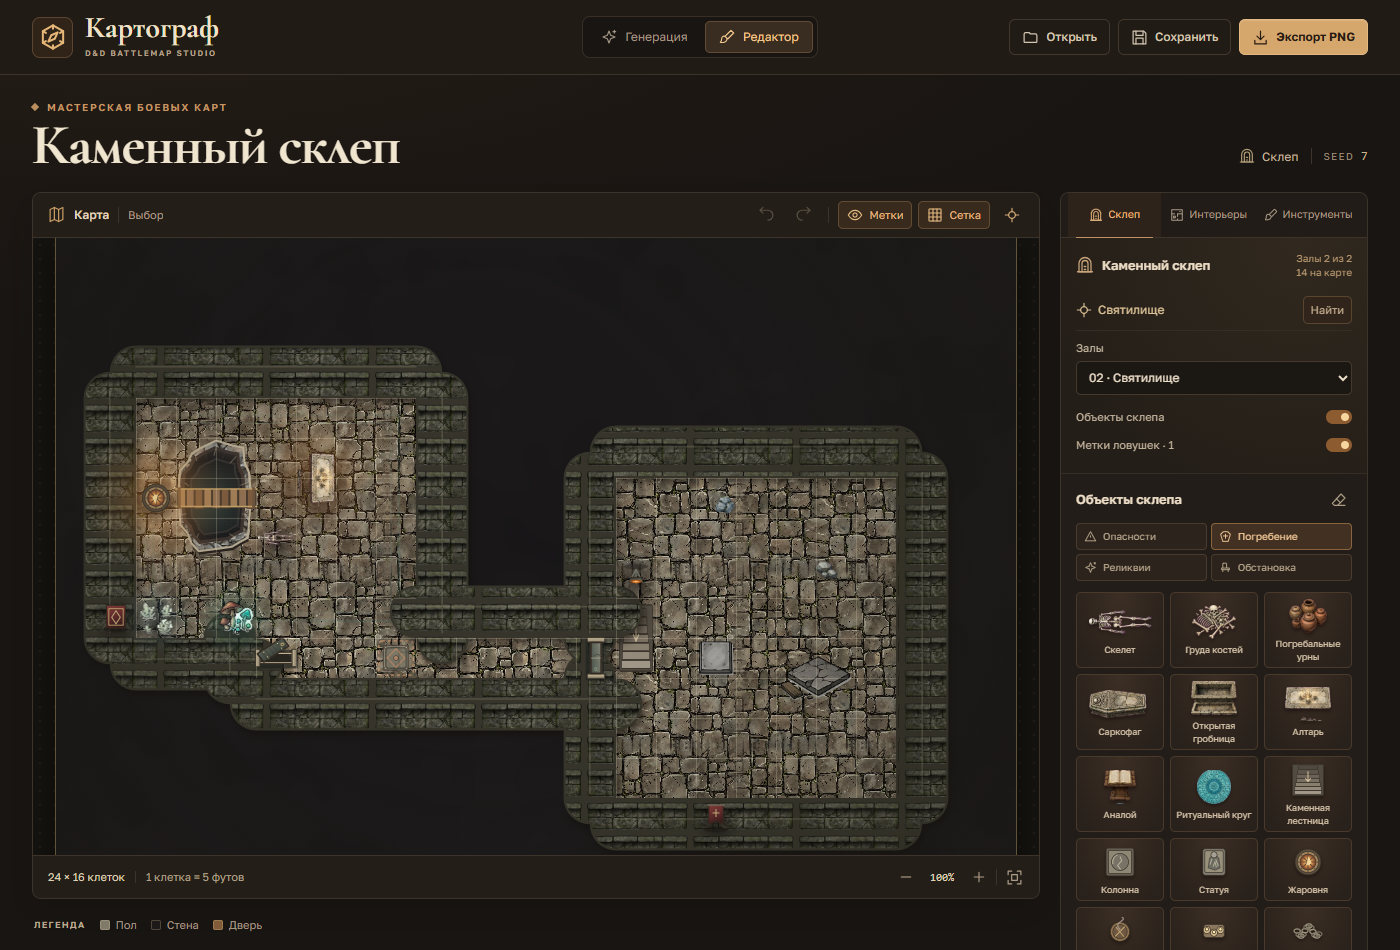 Картограф
D&D BATTLEMAP STUDIO
Генерация
Редактор
Открыть
Сохранить
Экспорт PNG
МАСТЕРСКАЯ БОЕВЫХ КАРТ
Каменный склеп
Склеп
SEED 7
Карта
Выбор
Метки
Сетка
Склеп
Интерьеры
Инструменты
Каменный склеп
Залы 2 из 2
14 на карте
Святилище
Найти
Залы
02 · Святилище
Объекты склепа
Метки ловушек · 1
Объекты склепа
Опасности
Погребение
Реликвии
Обстановка
Скелет
Груда костей
Погребальные
урны
Саркофаг
Открытая
гробница
Алтарь
Аналой
Ритуальный круг
Каменная
лестница
Колонна
Статуя
Жаровня
24 × 16 клеток
1 клетка = 5 футов
100%
ЛЕГЕНДА
Пол
Стена
Дверь